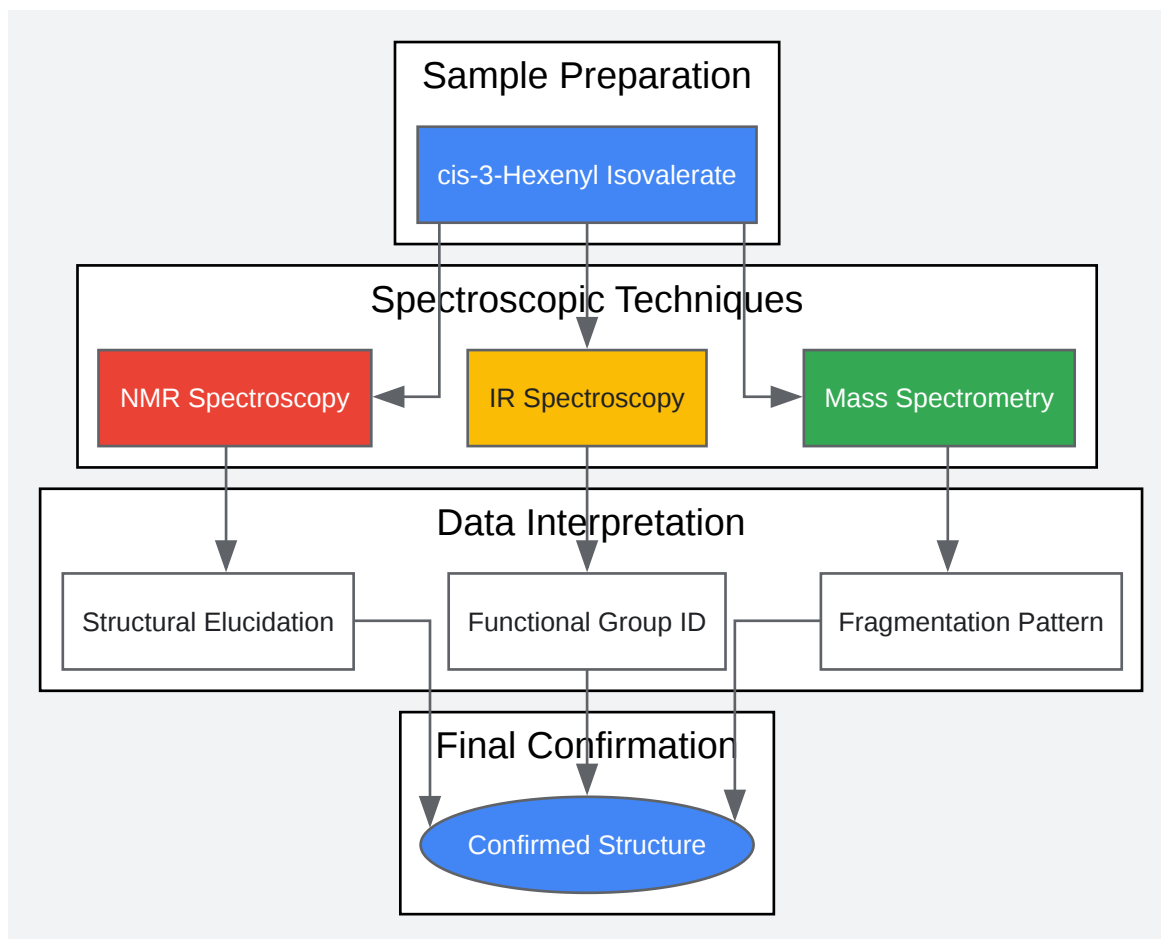 Sample Preparation
cis-3-Hexenyl Isovalerate
Spectroscopic Techniques
NMR Spectroscopy
IR Spectroscopy
Mass Spectrometry
Data Interpretation
Structural Elucidation
Functional Group ID
Fragmentation Pattern
Final Confirmation
Confirmed Structure